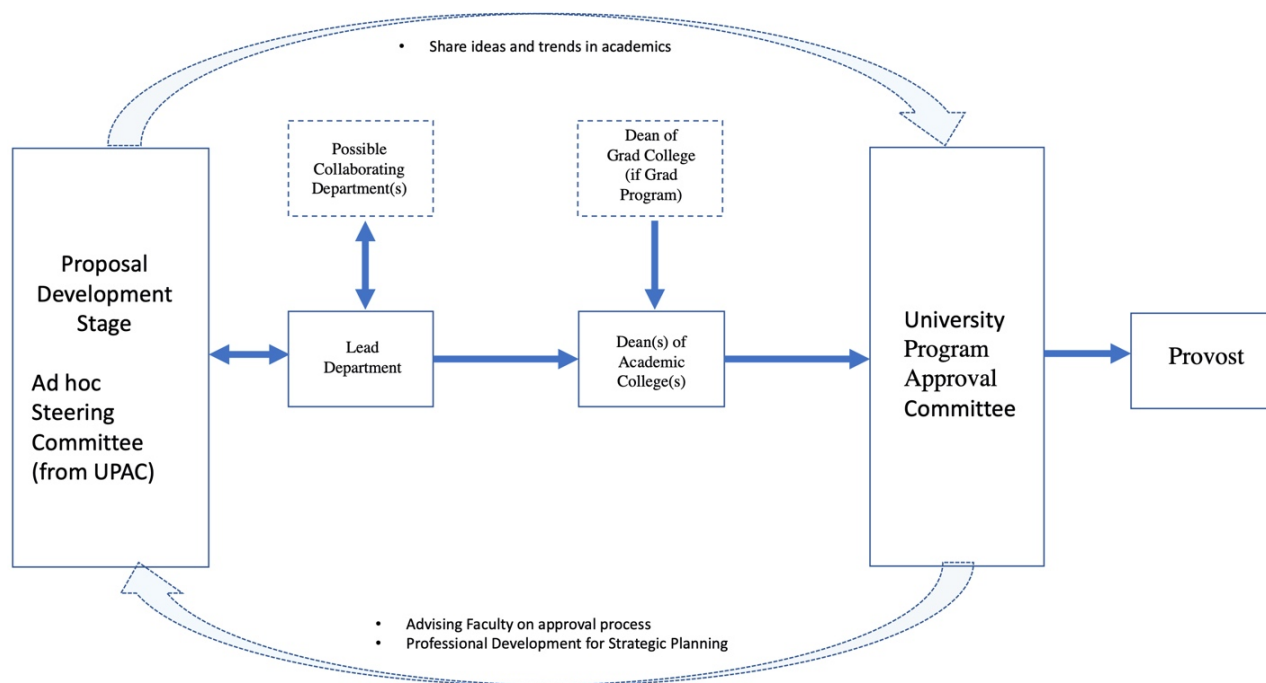 • Share ideas and trends in academics
Possible
Collaborating
Department(s)
Dean of
Grad College
(if Grad
Program)
Proposal
Development
Stage
Ad hoc
Steering
Committee
(from UPAC)
Lead
Department
Dean(s) of
Academic
College(s)
University
Program
Approval
Committee
Provost
• Advising Faculty on approval process
• Professional Development for Strategic Planning